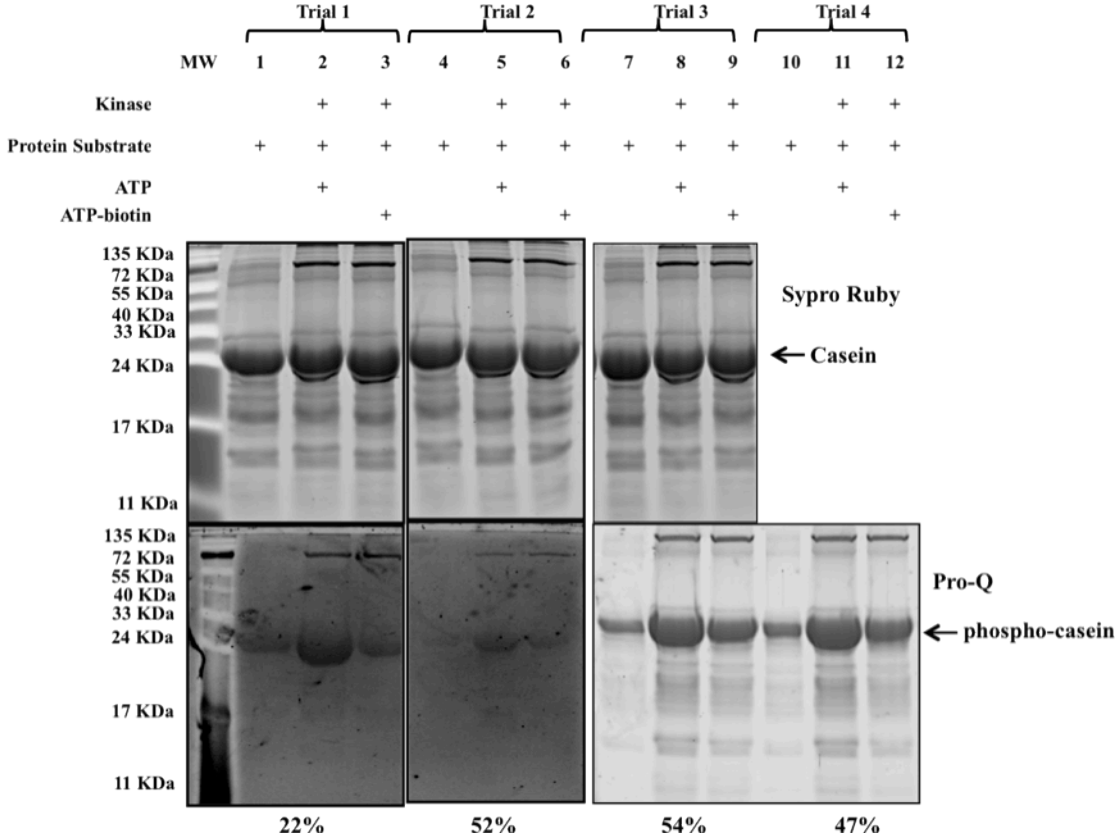 Trial 1 Trial 2 Trial 3 Trial 4
MW 1 2 3 4 5 6 7 8 9 10 11 12
Kinase + + + + + + + +
Protein Substrate + + + + + + + + + + + +
ATP + + + +
ATP-biotin + + + +
135 KDa
72 KDa
55 KDa
40 KDa
33 KDa
24 KDa
17 KDa
11 KDa
Sypro Ruby
Casein
135 KDa
72 KDa
55 KDa
40 KDa
33 KDa
24 KDa
17 KDa
11 KDa
Pro-Q
phospho-casein
22% 52% 54% 47%